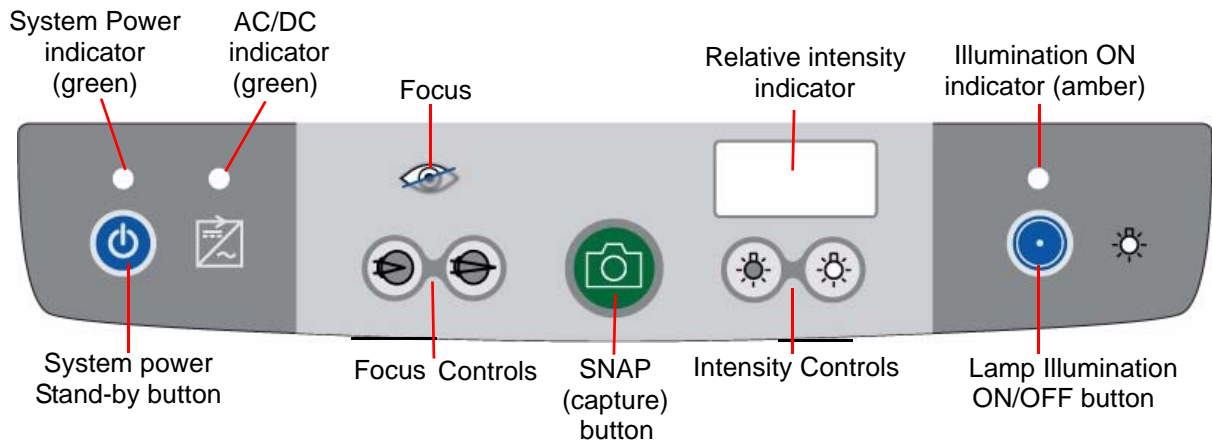 System Power
indicator
(green)
AC/DC
indicator
(green)
Focus
Relative intensity
indicator
Illumination ON
indicator (amber)
System power
Stand-by button
Focus Controls
SNAP
(capture)
button
Intensity Controls
Lamp Illumination
ON/OFF button